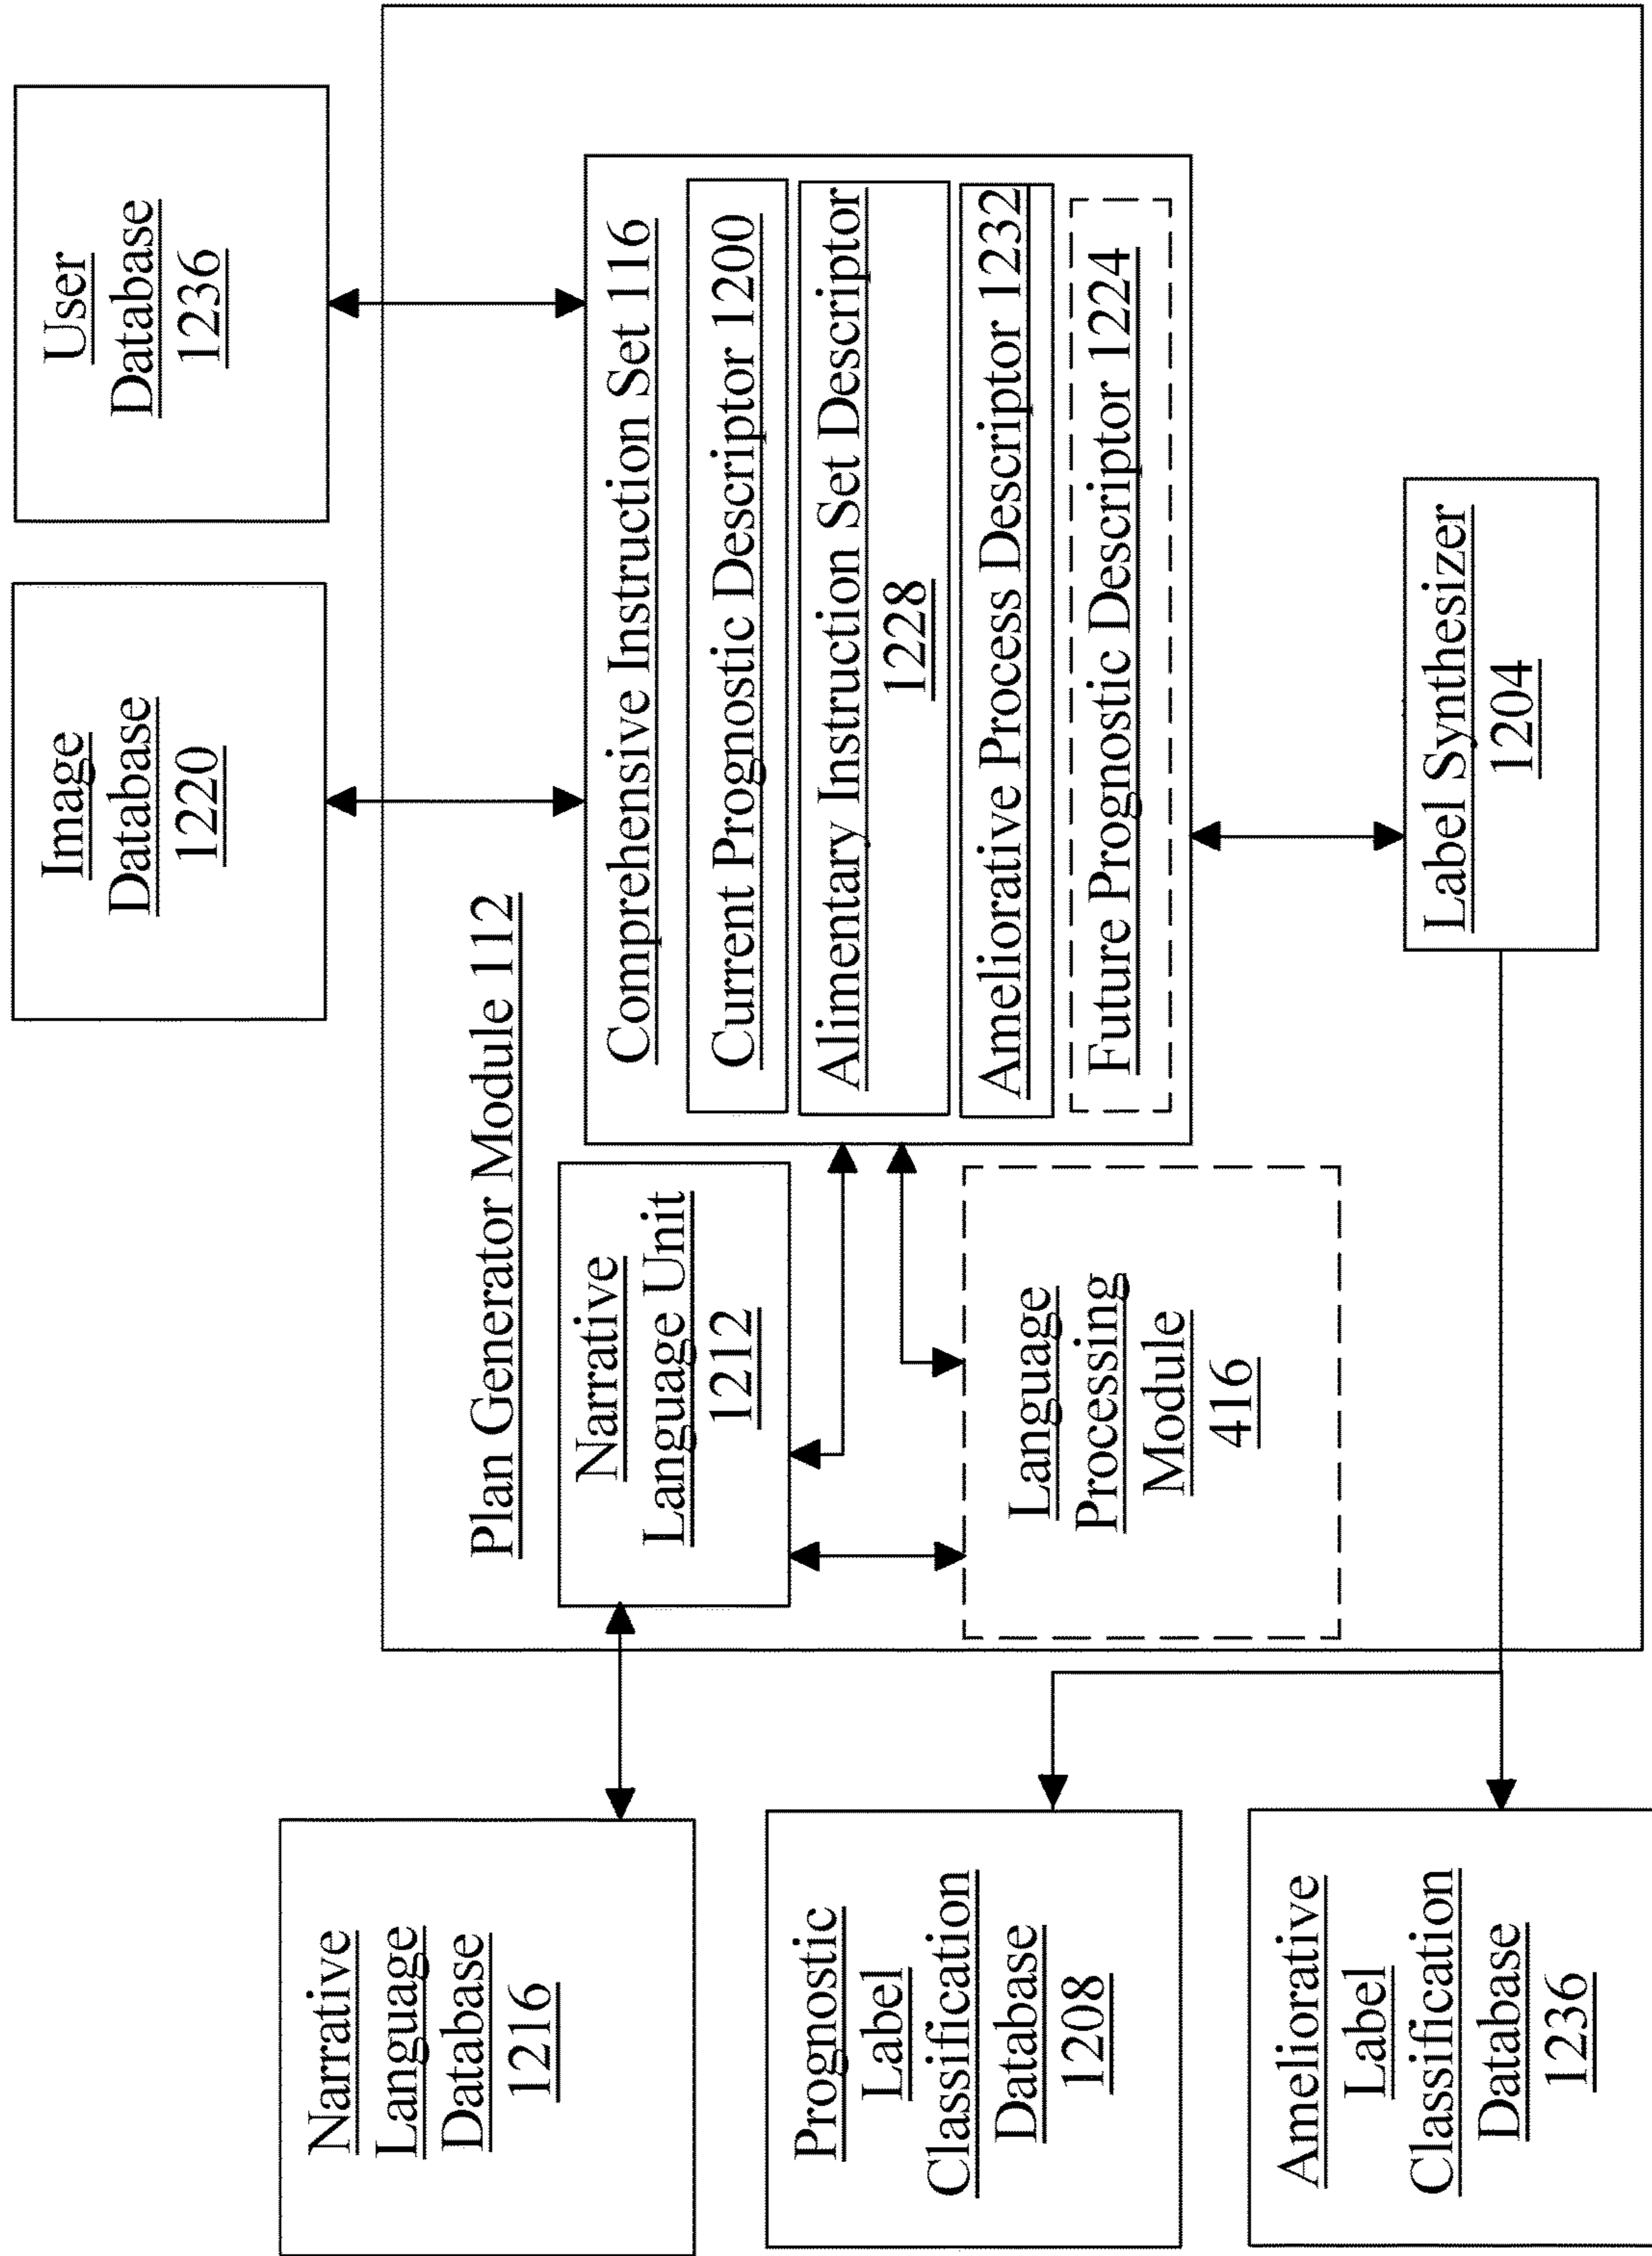 Narrative
Language
Database
1216
Prognostic
Label
Classification
Database
1208
Ameliorative
Label
Classification
Database
1236
Plan Generator Module 112
Narrative
Language Unit
1212
Language
Processing
Module
416
Comprehensive Instruction Set 116
Current Prognostic Descriptor 1200
Alimentary Instruction Set Descriptor
1228
Ameliorative Process Descriptor 1232
Future Prognostic Descriptor 1224
Label Synthesizer
1204
Image
Database
1220
User
Database
1236